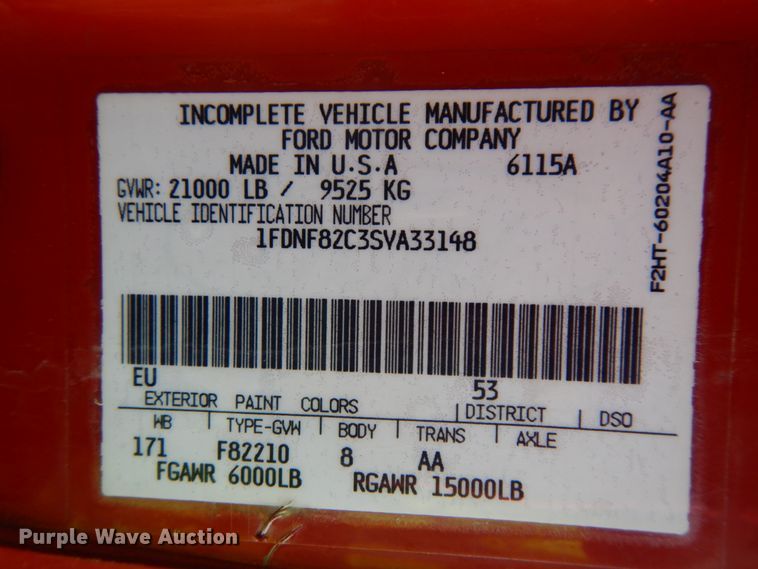 INCOMPLETE VEHICLE MANUFACTURED BY
FORD MOTOR COMPANY
MADE IN U.S.A 6115A
GVWR: 21000 LB / 9525 KG
VEHICLE IDENTIFICATION NUMBER
1FDNF82C3SVA33148
F2HT-60204A10-AA
EU 53
EXTERIOR PAINT COLORS DISTRICT DSO
WB TYPE-GVW BODY TRANS AXLE
171 F82210 8 AA
FGAWR 6000LB RGAWR 15000LB
Purple Wave Auction